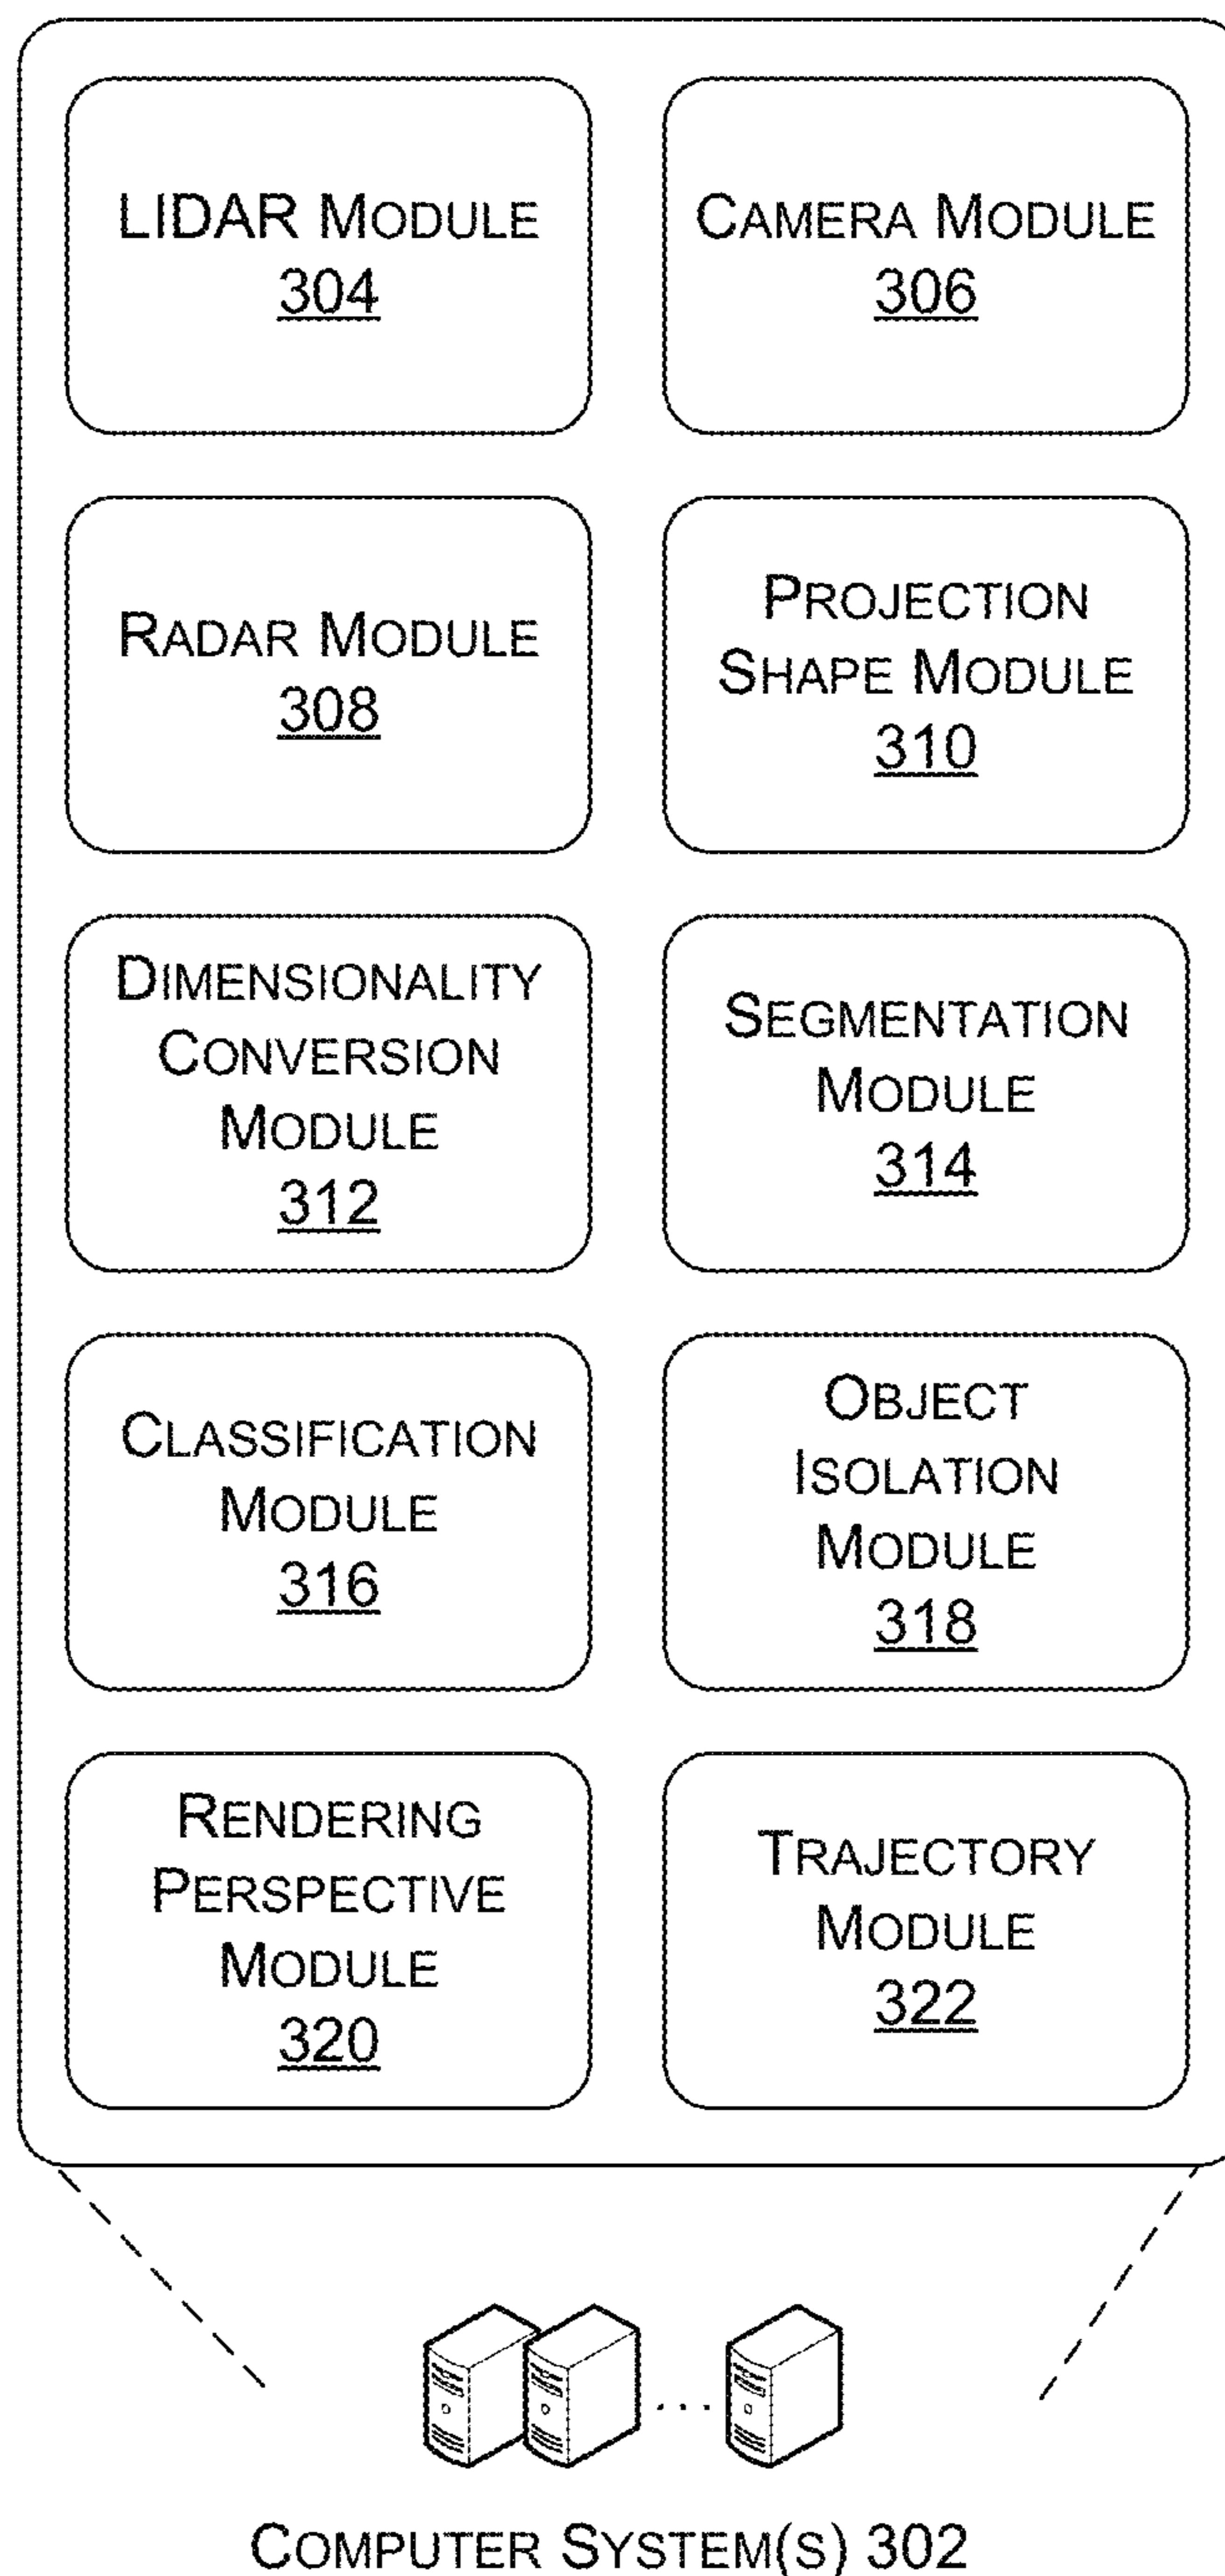 LIDAR MODULE
304
CAMERA MODULE
306
RADAR MODULE
308
PROJECTION
SHAPE MODULE
310
DIMENSIONALITY
CONVERSION
MODULE
312
SEGMENTATION
MODULE
314
CLASSIFICATION
MODULE
316
OBJECT
ISOLATION
MODULE
318
RENDERING
PERSPECTIVE
MODULE
320
TRAJECTORY
MODULE
322
...
COMPUTER SYSTEM(S) 302